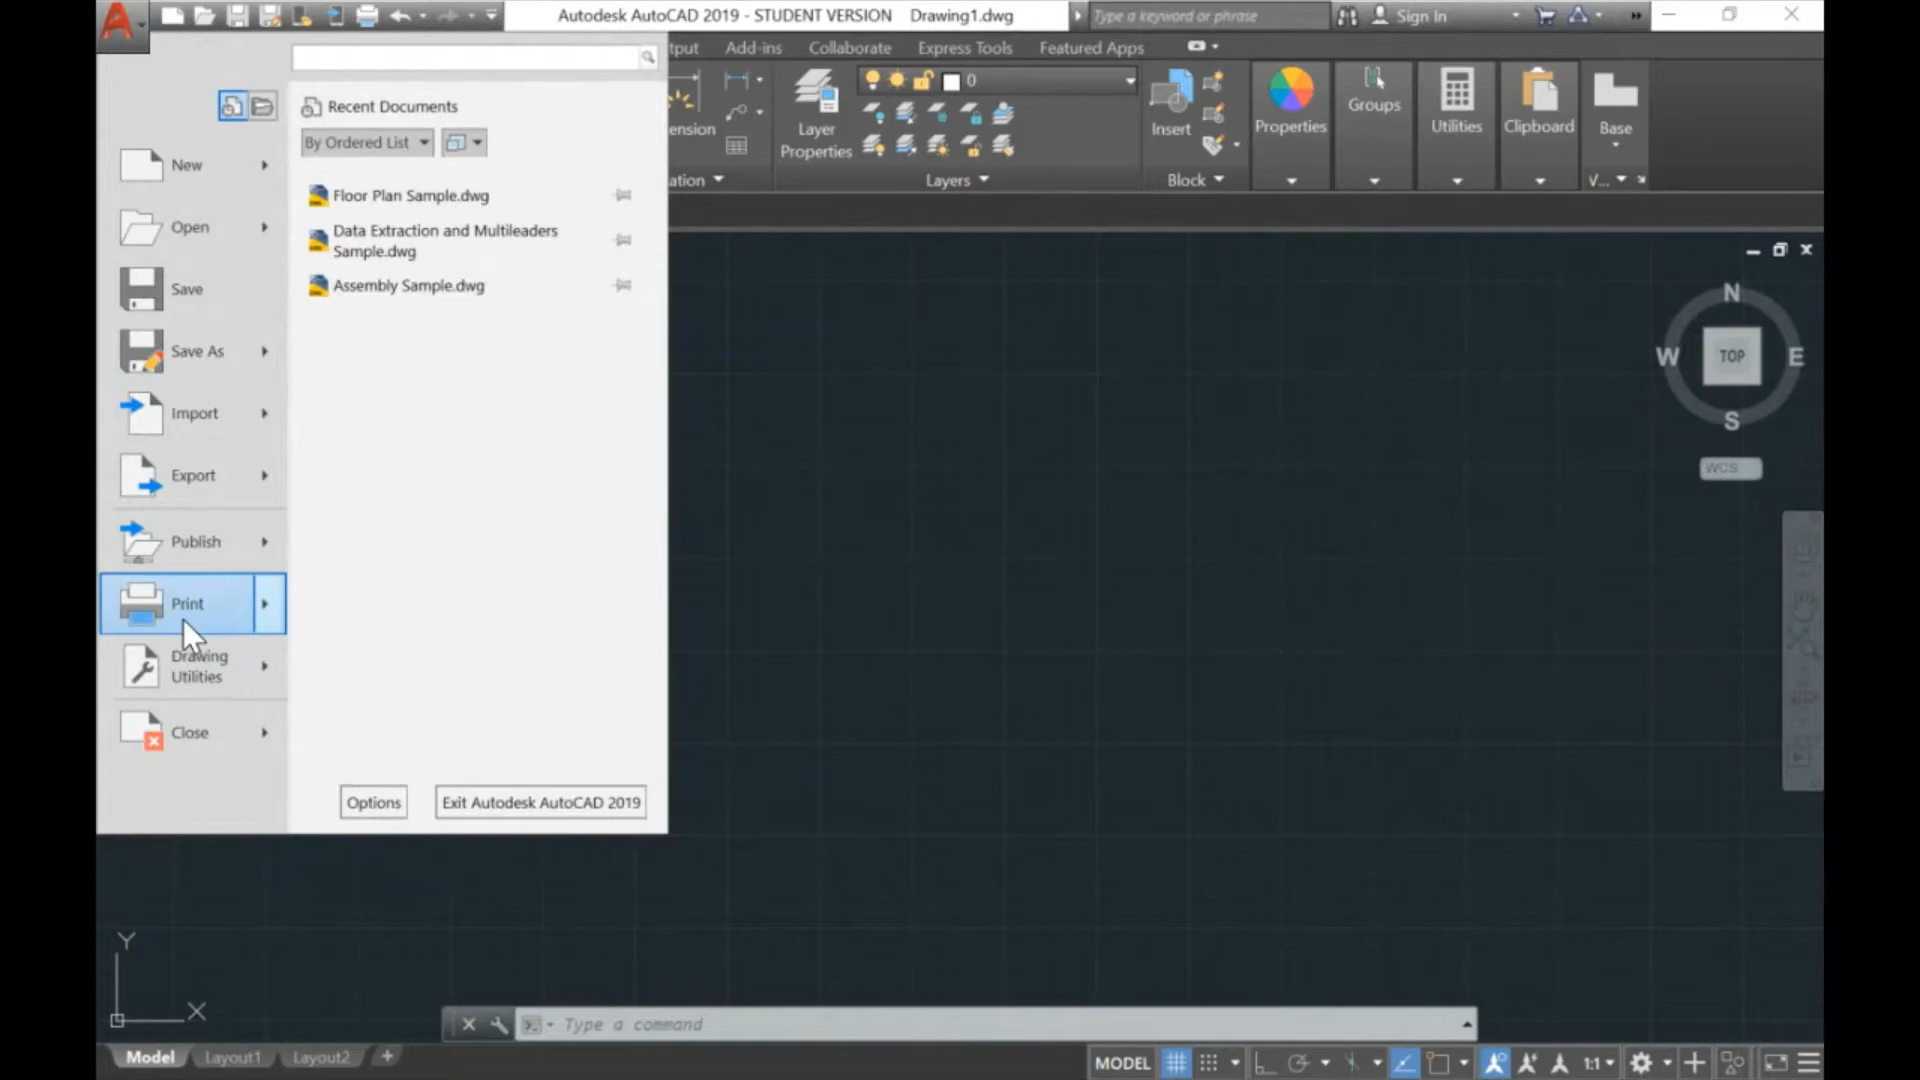 Autodesk AutoCAD 2019 - STUDENT VERSION Drawing1.dwg
Type a keyword or phrase
Sign In
put
Add-ins
Collaborate
Express Tools
Featured Apps
0
ension
Layer
Properties
Insert
Properties
Groups
Utilities
Clipboard
Base
ation
Layers
Block
V...
Recent Documents
By Ordered List
Floor Plan Sample.dwg
Data Extraction and Multileaders
Sample.dwg
Assembly Sample.dwg
New
Open
Save
Save As
Import
Export
Publish
Print
Drawing
Utilities
Close
Options
Exit Autodesk AutoCAD 2019
N
W
TOP
E
S
WCS
Y
X
Type a command
Model
Layout1
Layout2
+
MODEL
1:1